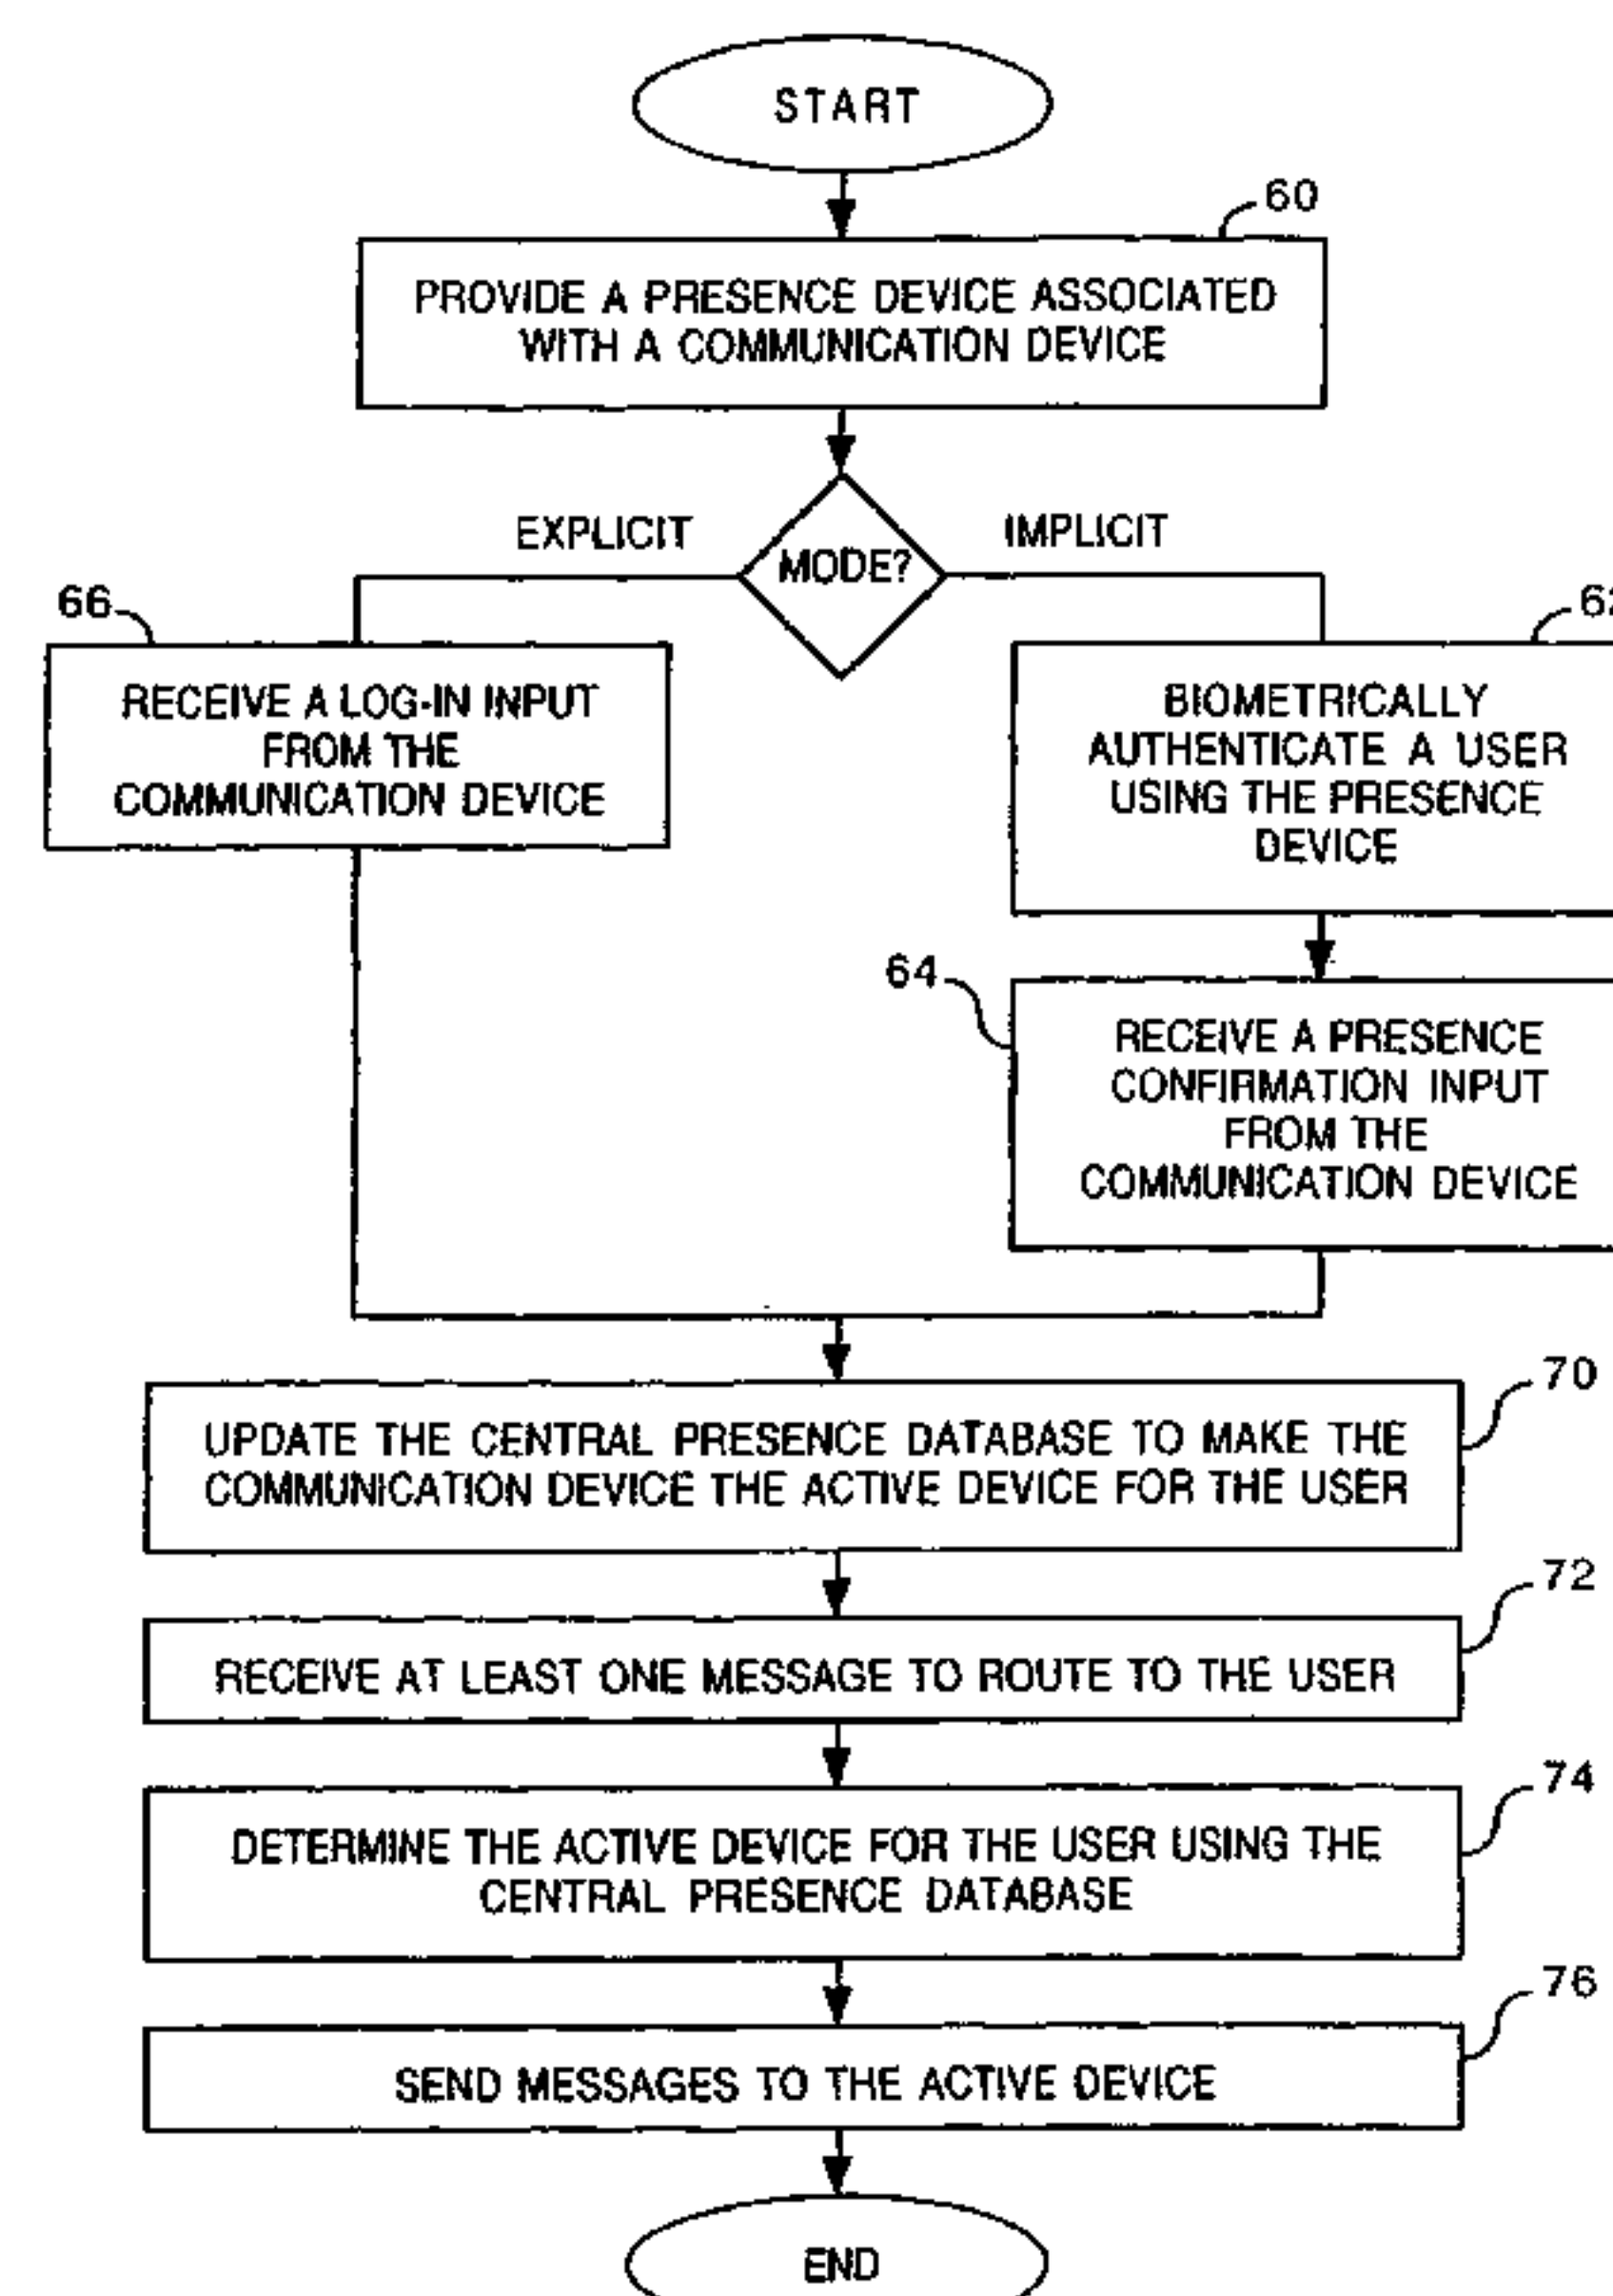 START
60
PROVIDE A PRESENCE DEVICE ASSOCIATED
WITH A COMMUNICATION DEVICE
EXPLICIT
MODE?
IMPLICIT
66
RECEIVE A LOG-IN INPUT
FROM THE
COMMUNICATION DEVICE
BIOMETRICALLY
AUTHENTICATE A USER
USING THE PRESENCE
DEVICE
64
RECEIVE A PRESENCE
CONFIRMATION INPUT
FROM THE
COMMUNICATION DEVICE
70
UPDATE THE CENTRAL PRESENCE DATABASE TO MAKE THE
COMMUNICATION DEVICE THE ACTIVE DEVICE FOR THE USER
72
RECEIVE AT LEAST ONE MESSAGE TO ROUTE TO THE USER
74
DETERMINE THE ACTIVE DEVICE FOR THE USER USING THE
CENTRAL PRESENCE DATABASE
76
SEND MESSAGES TO THE ACTIVE DEVICE
END